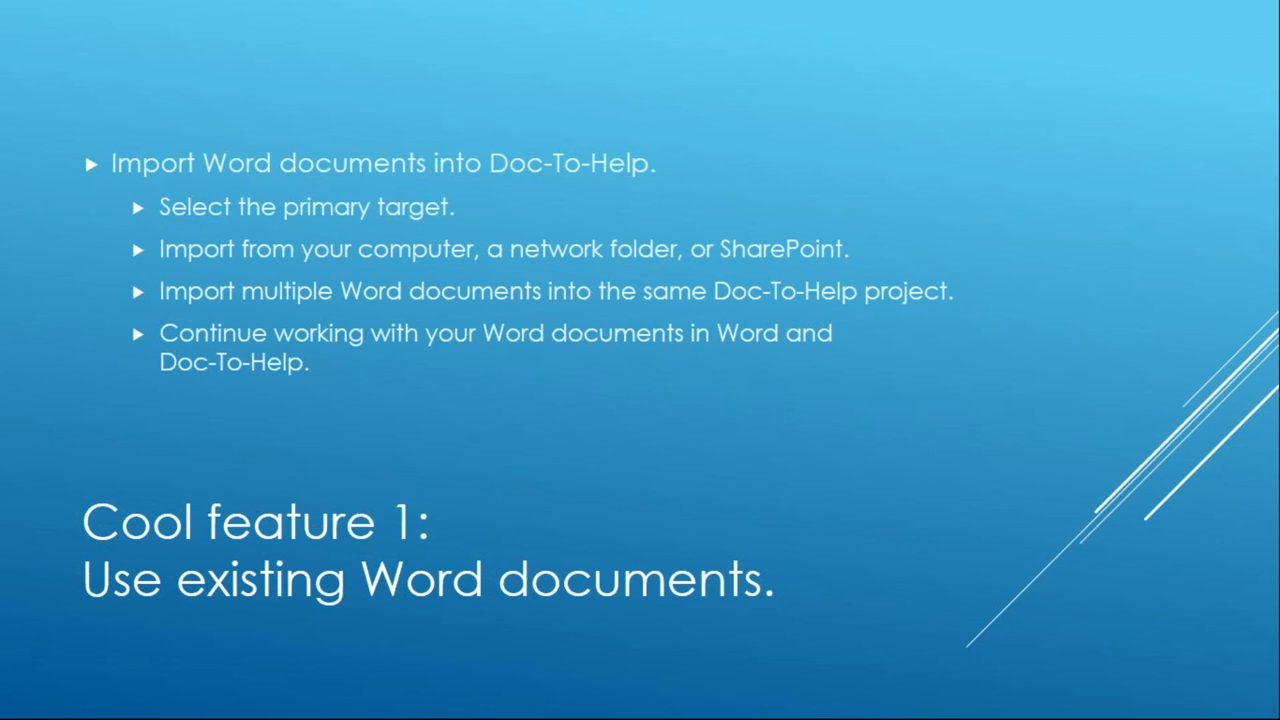 Import Word documents into Doc-To-Help.
Select the primary target.
Import from your computer, a network folder, or SharePoint.
Import multiple Word documents into the same Doc-To-Help project.
Continue working with your Word documents in Word and
Doc-To-Help.
Cool feature 1:
Use existing Word documents.